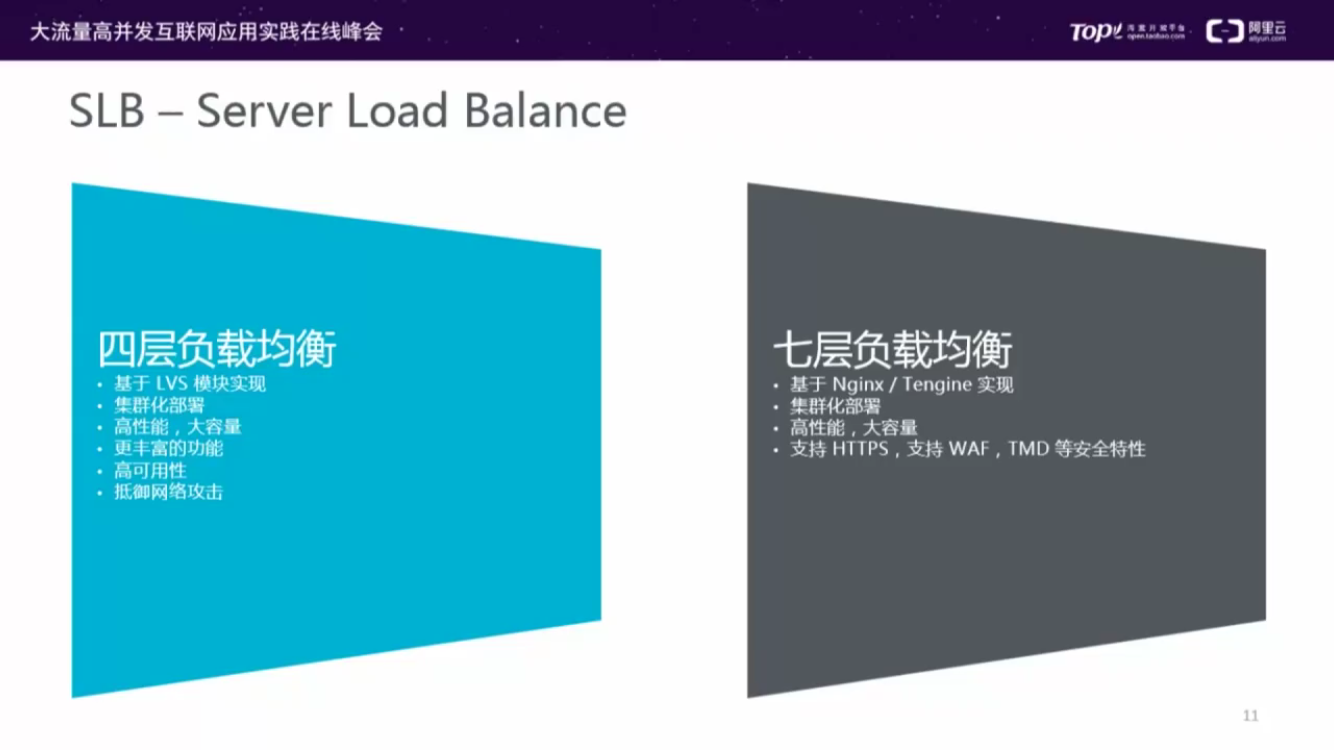 大流量高并发互联网应用实践在线峰会
TOP 淘宝开放平台
open.taobao.com
阿里云
aliyun.com
SLB – Server Load Balance
四层负载均衡
• 基于 LVS 模块实现
• 集群化部署
• 高性能，大容量
• 更丰富的功能
• 高可用性
• 抵御网络攻击
七层负载均衡
• 基于 Nginx / Tengine 实现
• 集群化部署
• 高性能，大容量
• 支持 HTTPS，支持 WAF，TMD 等安全特性
11